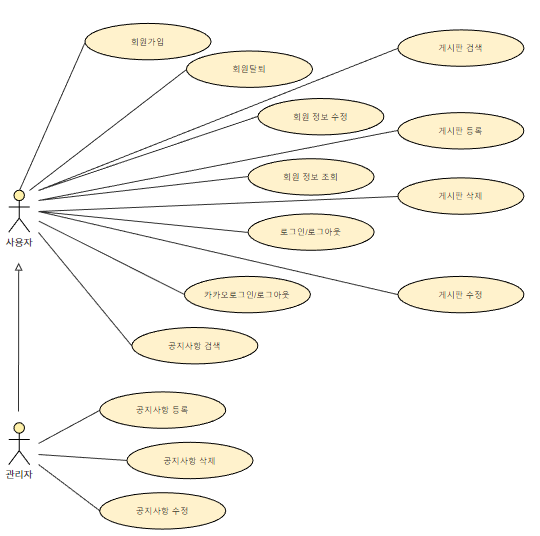 회원가입
회원탈퇴
게시판 검색
회원 정보 수정
게시판 등록
회원 정보 조회
게시판 삭제
사용자
로그인/로그아웃
카카오로그인/로그아웃
게시판 수정
공지사항 검색
공지사항 등록
공지사항 삭제
관리자
공지사항 수정